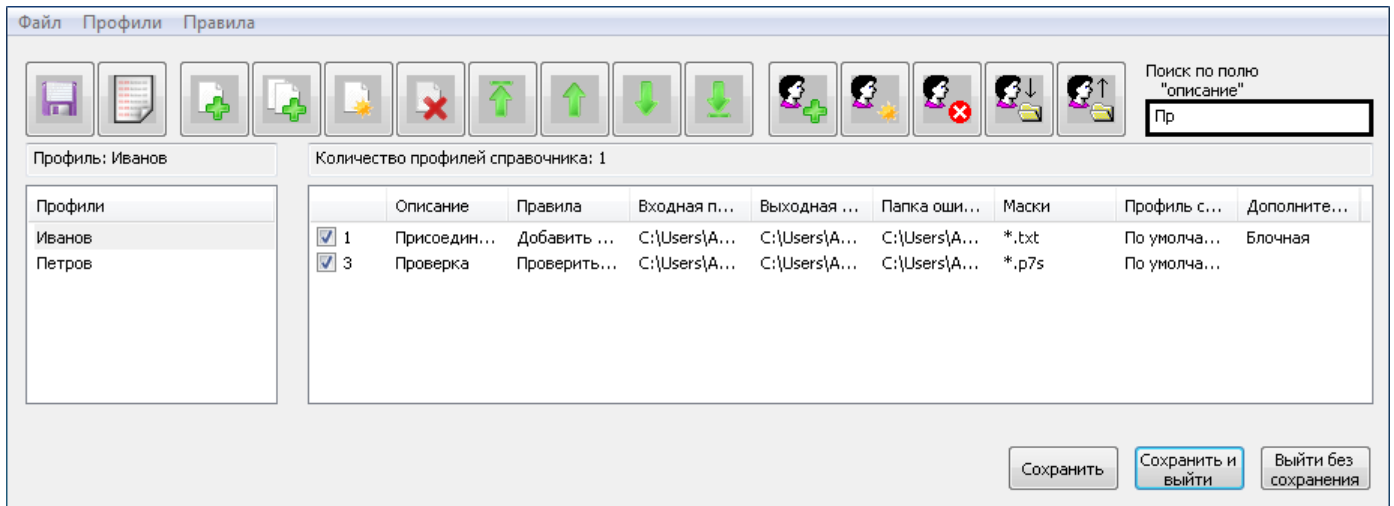 Файл Профили Правила
Поиск по полю
"описание"
Пр
Профиль: Иванов
Количество профилей справочника: 1
Профили
Иванов
Петров
Описание Правила Входная п... Выходная ... Папка оши... Маски Профиль с... Дополните...
1 Присоедин... Добавить ... C:\Users\A... C:\Users\A... C:\Users\A... *.txt По умолча... Блочная
3 Проверка Проверить... C:\Users\A... C:\Users\A... C:\Users\A... *.p7s По умолча...
Сохранить
Сохранить и
выйти
Выйти без
сохранения